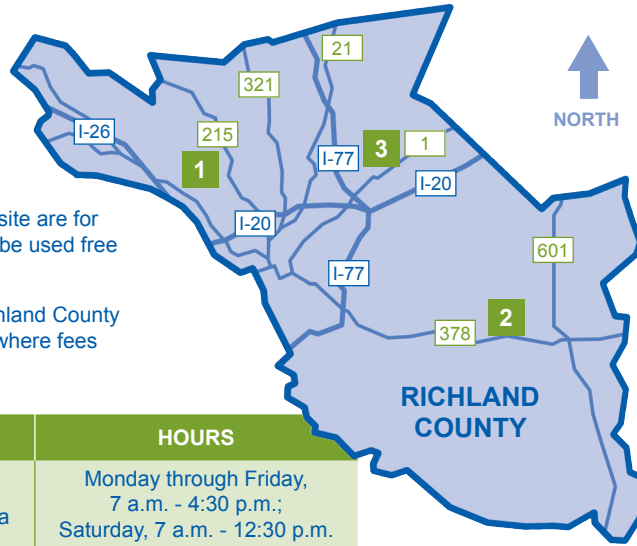 21
321
NORTH
I-26
215
1
I-77
3
1
I-20
site are for
be used free
I-20
601
I-77
hland County
where fees
378
2
RICHLAND
COUNTY
HOURS
Monday through Friday,
7 a.m. - 4:30 p.m.;
a
Saturday, 7 a.m. - 12:30 p.m.